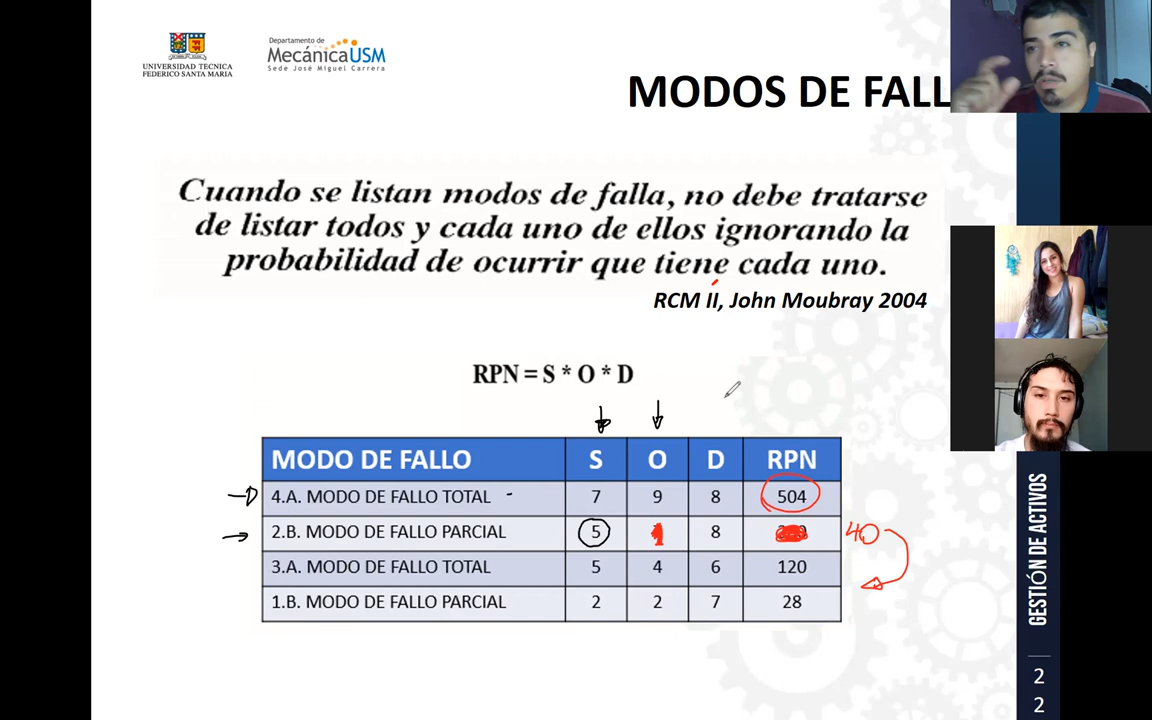 UNIVERSIDAD TECNICA
FEDERICO SANTA MARIA
Departamento de
MecánicaUSM
Sede José Miguel Carrera
MODOS DE FALL
Cuando se listan modos de falla, no debe tratarse
de listar todos y cada uno de ellos ignorando la
probabilidad de ocurrir que tiene cada uno.
RCM II, John Moubray 2004
RPN = S * O * D
MODO DE FALLO S O D RPN
4.A. MODO DE FALLO TOTAL 7 9 8 504
2.B. MODO DE FALLO PARCIAL 5 1 8 40
3.A. MODO DE FALLO TOTAL 5 4 6 120
1.B. MODO DE FALLO PARCIAL 2 2 7 28
GESTIÓN DE ACTIVOS
2
2